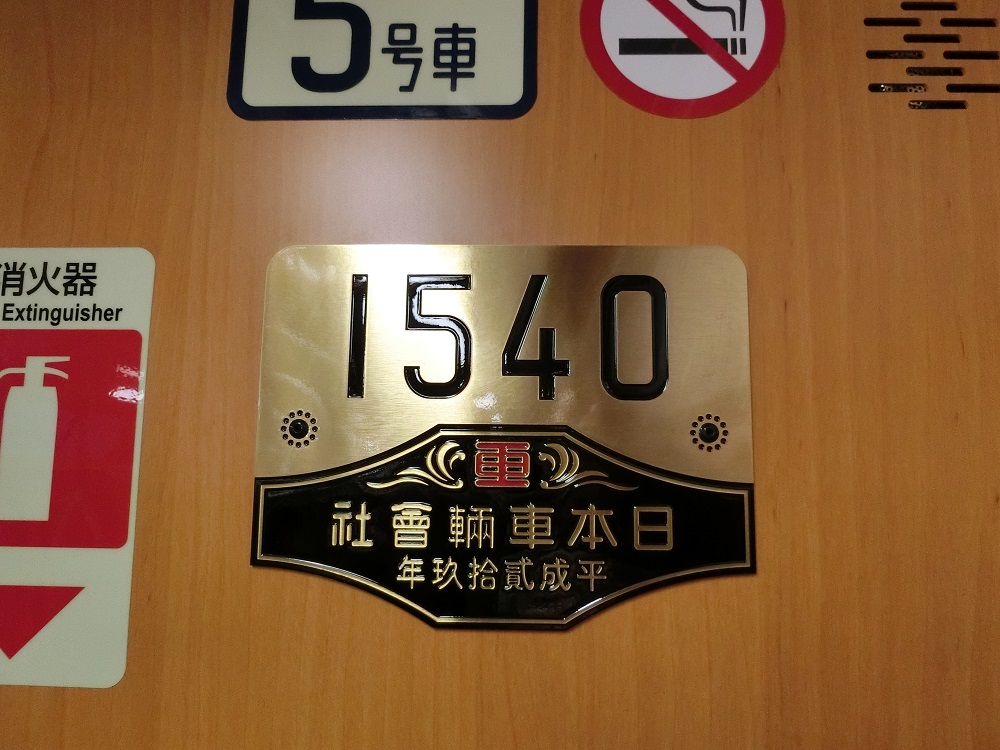 5号車
消火器
Extinguisher
1540
日本車輛會社
平成貳拾玖年